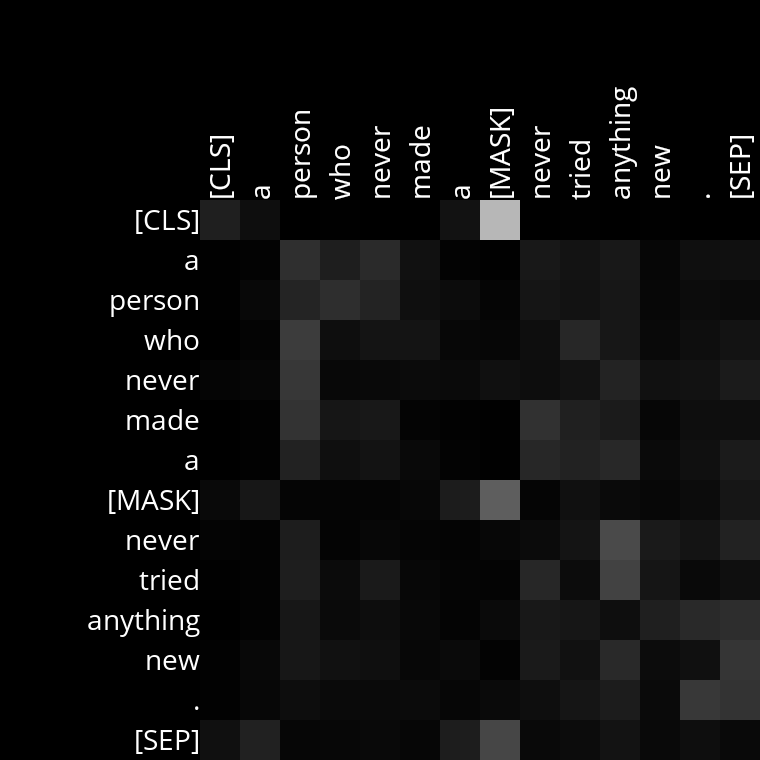 [CLS] a person who never made a [MASK] never tried anything new . [SEP]
[CLS]
a
person
who
never
made
a
[MASK]
never
tried
anything
new
.
[SEP]